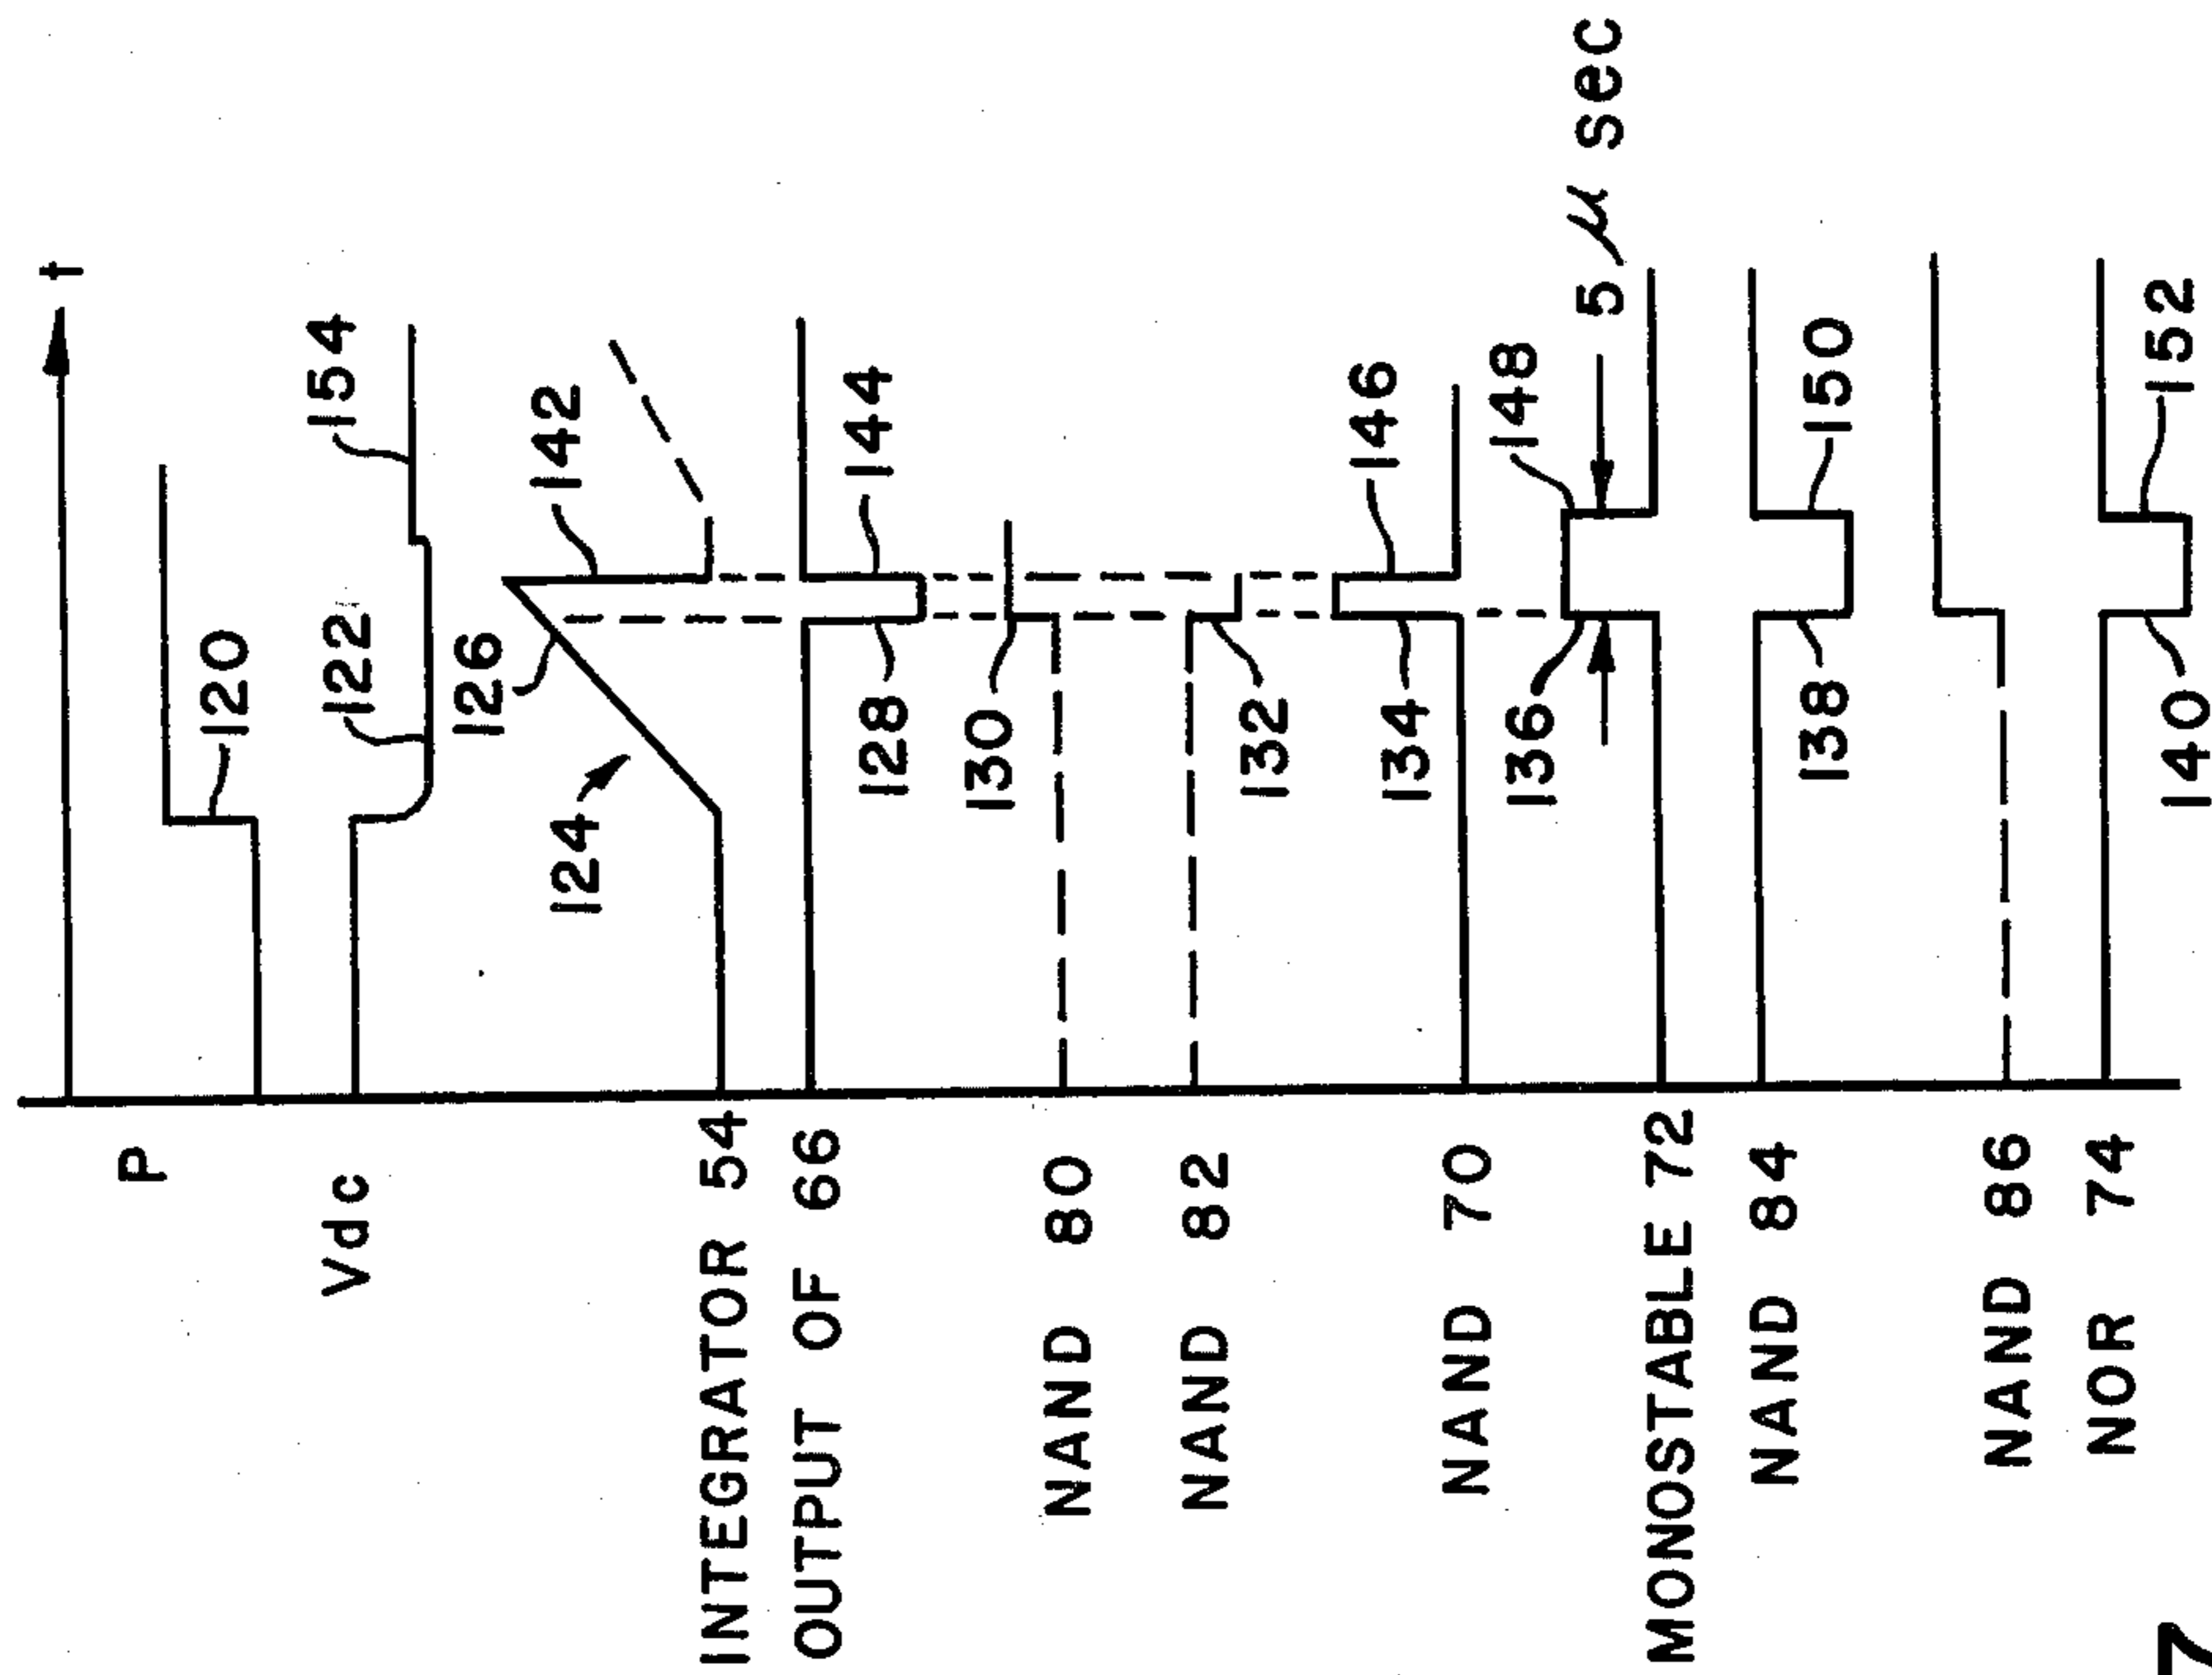 t
P
120
Vdc
122
154
INTEGRATOR 54
124
126
142
OUTPUT OF 66
128
144
NAND 80
130
NAND 82
132
NAND 70
134
146
MONOSTABLE 72
136
148
5 μ sec
NAND 84
138
150
NAND 86
NOR 74
140
152
7